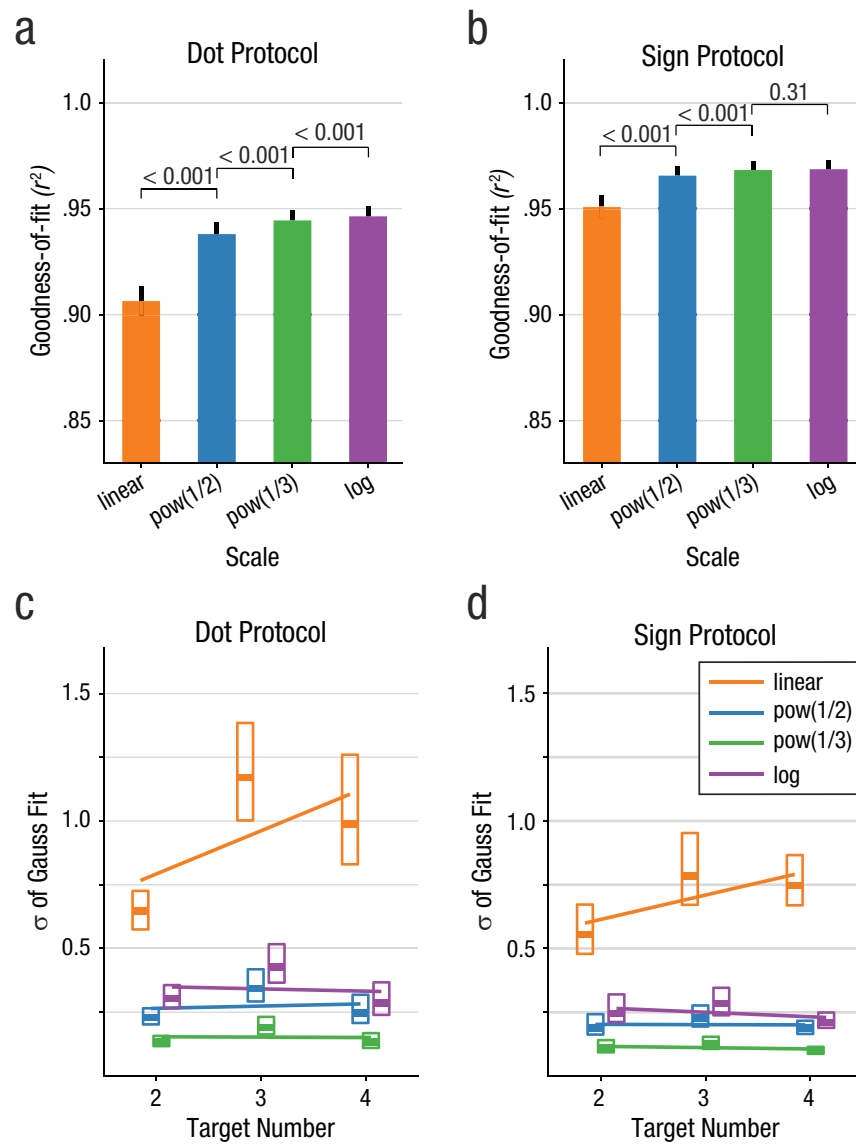 a
Dot Protocol
Goodness-of-fit (r²)
1.0
.95
.90
.85
< 0.001
< 0.001
< 0.001
linear
pow(1/2)
pow(1/3)
log
Scale
b
Sign Protocol
Goodness-of-fit (r²)
1.0
.95
.90
.85
< 0.001
< 0.001
0.31
linear
pow(1/2)
pow(1/3)
log
Scale
c
Dot Protocol
σ of Gauss Fit
1.5
1.0
0.5
2 3 4
Target Number
d
Sign Protocol
σ of Gauss Fit
1.5
1.0
0.5
linear
pow(1/2)
pow(1/3)
log
2 3 4
Target Number